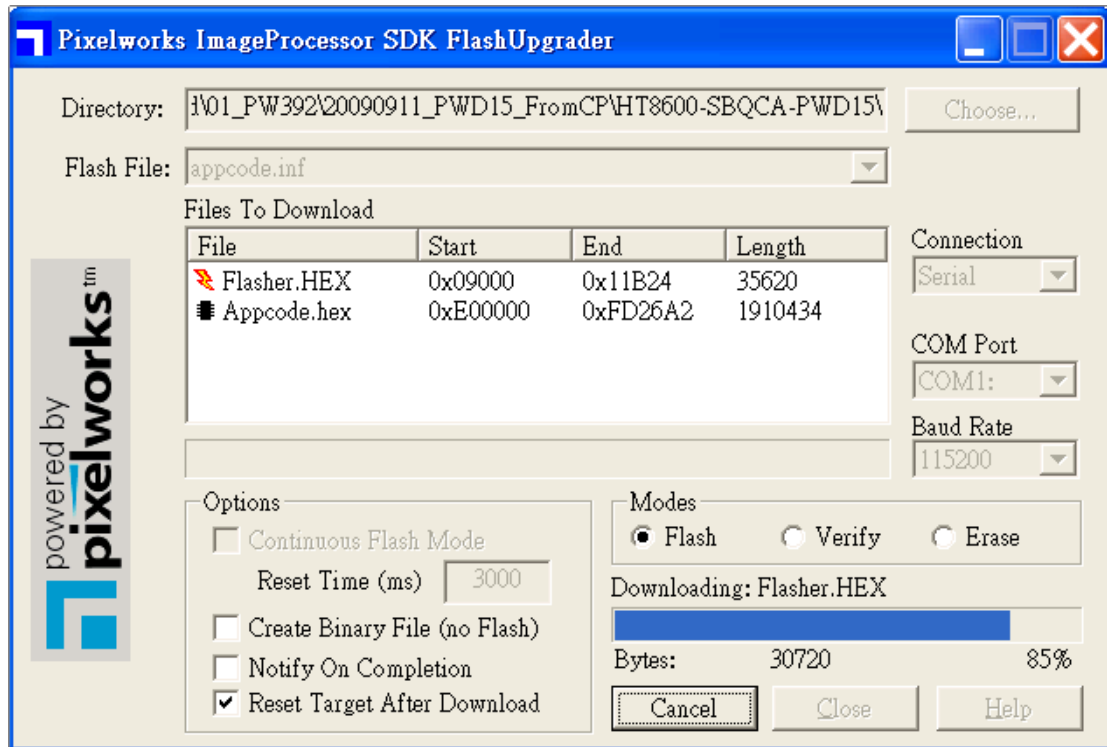 Pixelworks ImageProcessor SDK FlashUpgrader
Directory: \01_PW392\20090911_PWD15_FromCP\HT8600-SBQCA-PWD15\ Choose...
Flash File: appcode.inf
Files To Download
File Start End Length
Flasher.HEX 0x09000 0x11B24 35620
Appcode.hex 0xE00000 0xFD26A2 1910434
Connection
Serial
COM Port
COM1:
Baud Rate
115200
powered by
pixelworks tm
Options
Continuous Flash Mode
Reset Time (ms) 3000
Create Binary File (no Flash)
Notify On Completion
Reset Target After Download
Modes
Flash Verify Erase
Downloading: Flasher.HEX
Bytes: 30720 85%
Cancel Close Help